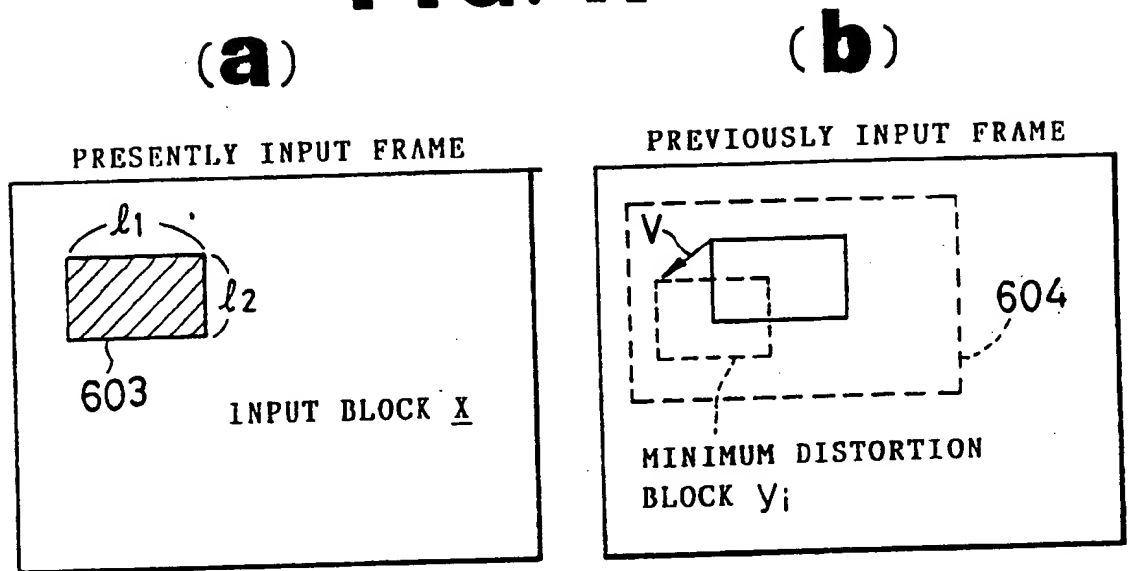 (a)
(b)
PRESENTLY INPUT FRAME
PREVIOUSLY INPUT FRAME
l1
l2
603
INPUT BLOCK X
V
604
MINIMUM DISTORTION
BLOCK yi